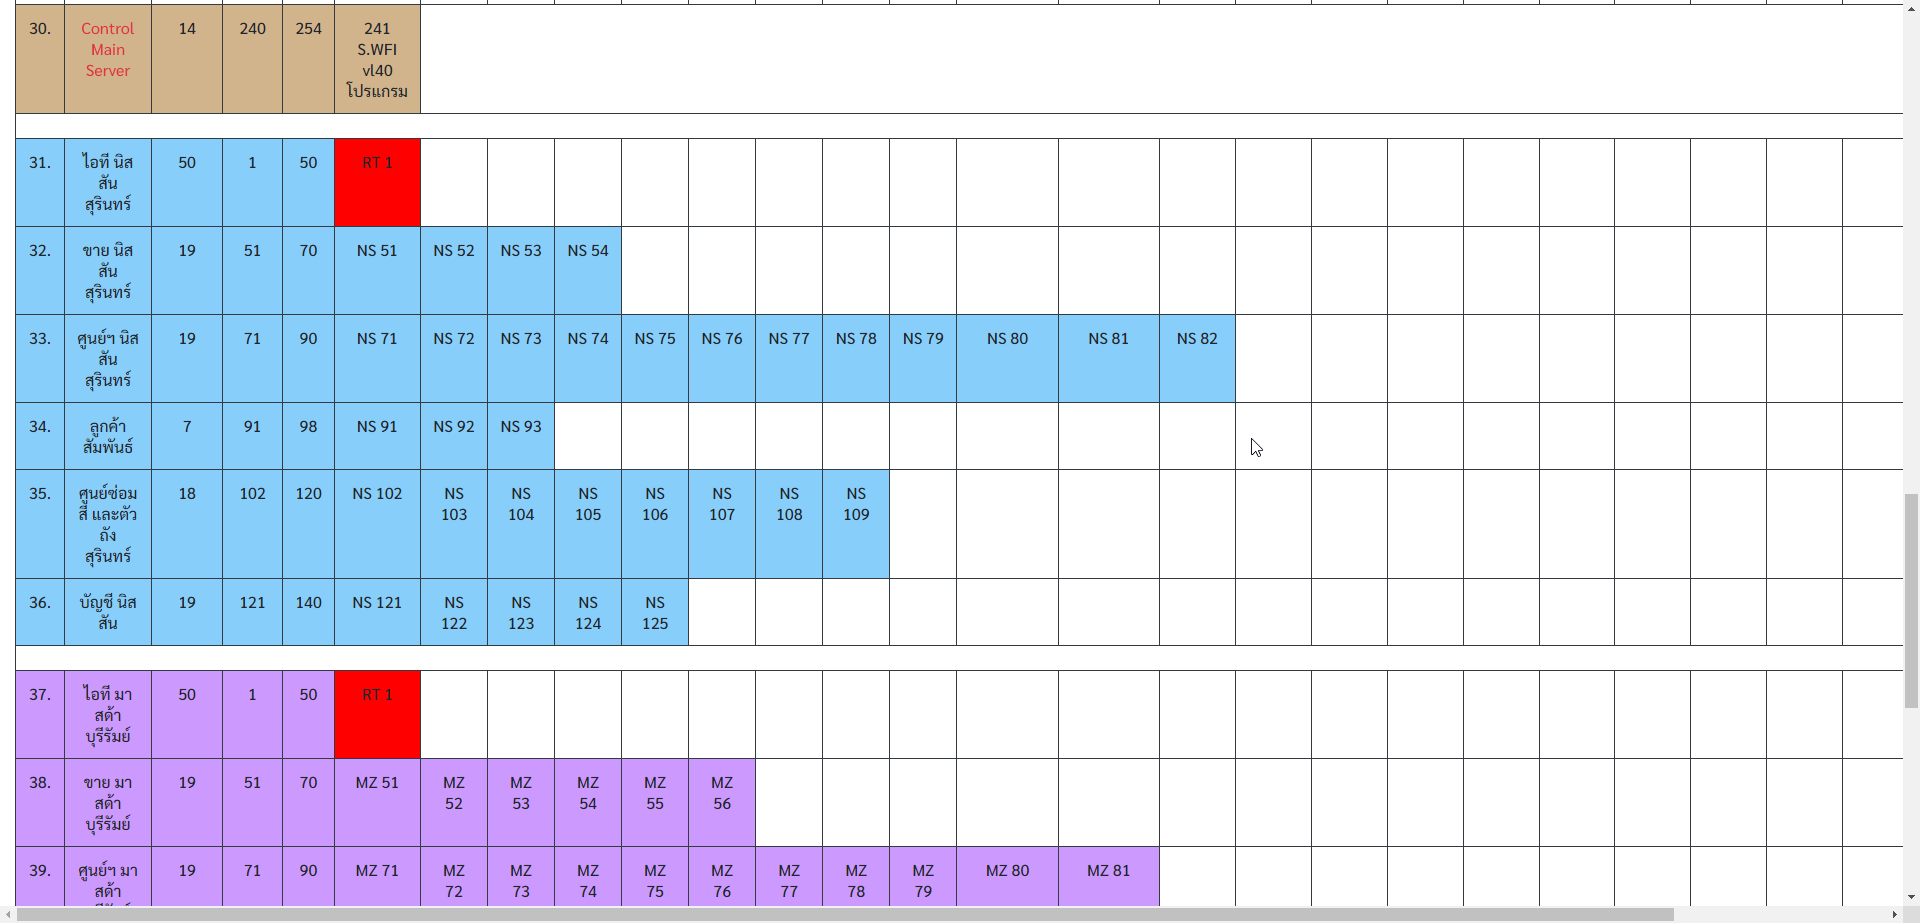 30. Control Main Server 14 240 254 241 S.WFI vl40 โปรแกรม
31. ไอที นิสสัน สุรินทร์ 50 1 50 RT 1
32. ขาย นิสสัน สุรินทร์ 19 51 70 NS 51 NS 52 NS 53 NS 54
33. ศูนย์ฯ นิสสัน สุรินทร์ 19 71 90 NS 71 NS 72 NS 73 NS 74 NS 75 NS 76 NS 77 NS 78 NS 79 NS 80 NS 81 NS 82
34. ลูกค้าสัมพันธ์ 7 91 98 NS 91 NS 92 NS 93
35. ศูนย์ซ่อมสี และตัวถัง สุรินทร์ 18 102 120 NS 102 NS 103 NS 104 NS 105 NS 106 NS 107 NS 108 NS 109
36. บัญชี นิสสัน 19 121 140 NS 121 NS 122 NS 123 NS 124 NS 125
37. ไอที มาสด้า บุรีรัมย์ 50 1 50 RT 1
38. ขาย มาสด้า บุรีรัมย์ 19 51 70 MZ 51 MZ 52 MZ 53 MZ 54 MZ 55 MZ 56
39. ศูนย์ฯ มาสด้า 19 71 90 MZ 71 MZ 72 MZ 73 MZ 74 MZ 75 MZ 76 MZ 77 MZ 78 MZ 79 MZ 80 MZ 81